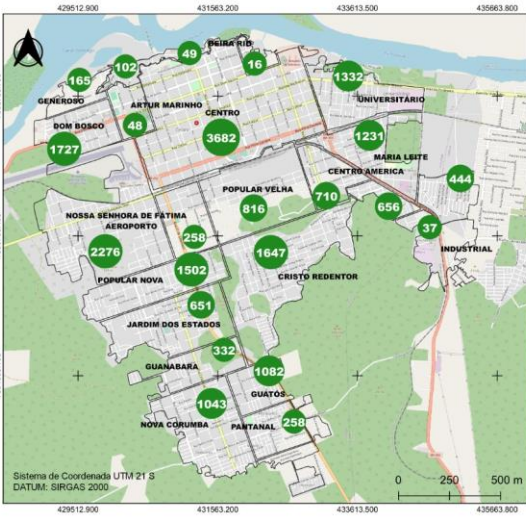 429512.900 431563.200 433613.500 435663.800
BEIRA RIO
49
102
16
165
1332
GENEROSO
UNIVERSITÁRIO
ARTUR MARINHO
CENTRO
DOM BOSCO
48
3682
1231
1727
MARIA LEITE
CENTRO AMERICA
444
POPULAR VELHA
710
656
816
NOSSA SENHORA DE FÁTIMA
AEROPORTO
37
258
2276
1647
INDUSTRIAL
1502
POPULAR NOVA
CRISTO REDENTOR
651
JARDIM DOS ESTADOS
332
GUANABARA
1082
GUATÓS
1043
NOVA CORUMBA
PANTANAL
258
Sistema de Coordenada UTM 21 S
DATUM: SIRGAS 2000
0 250 500 m
429512.900 431563.200 433613.500 435663.800